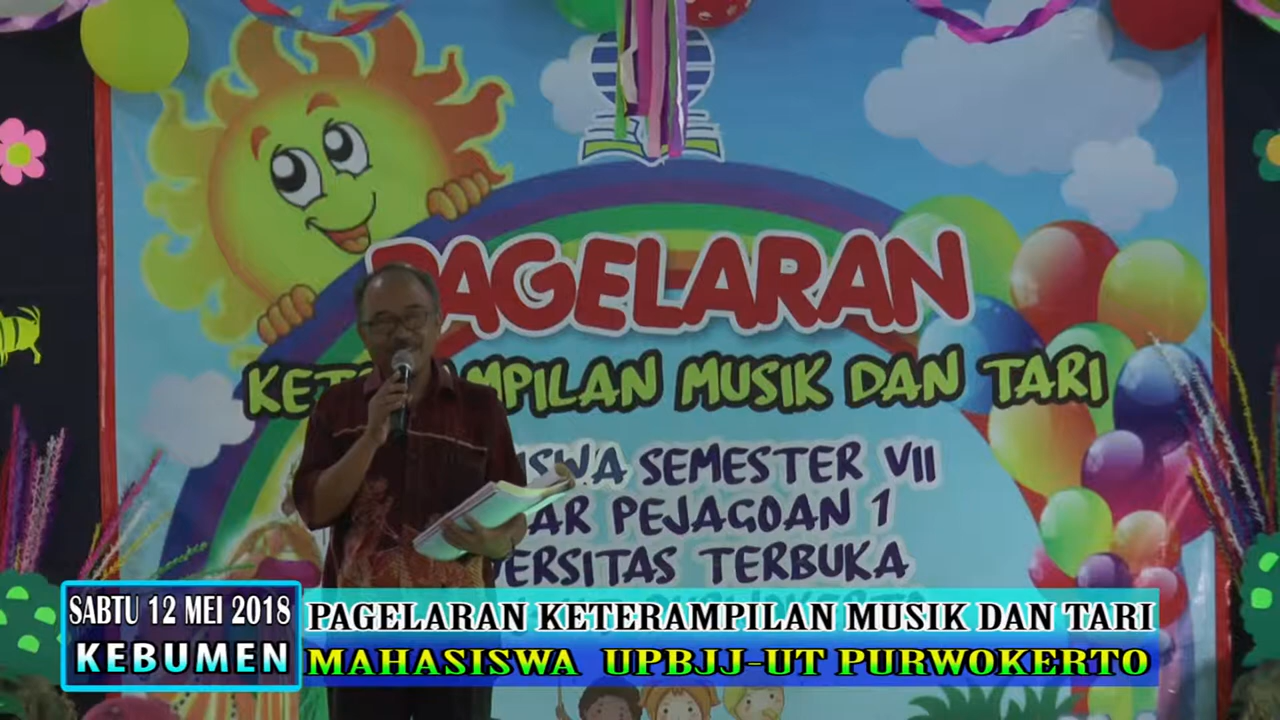 PAGELARAN
MUSIK DAN TARI
SEMESTER VII
PEJAGOAN 1
TERBUKA
SABTU 12 MEI 2018
KEBUMEN
PAGELARAN KETERAMPILAN MUSIK DAN TARI
MAHASISWA UPBJJ-UT PURWOKERTO